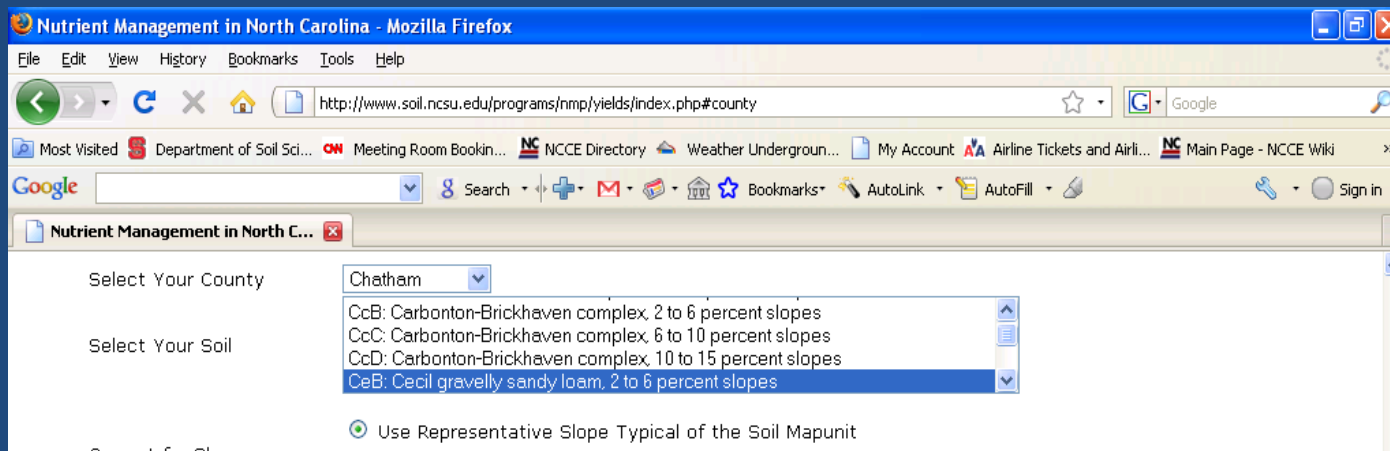 Nutrient Management in North Carolina - Mozilla Firefox
File Edit View History Bookmarks Tools Help
http://www.soil.ncsu.edu/programs/nmp/yields/index.php#county G Google
Most Visited Department of Soil Sci... CNN Meeting Room Bookin... NC NCCE Directory Weather Undergroun... My Account AA Airline Tickets and Airli... NC Main Page - NCCE Wiki »
Google 8 Search M Bookmarks AutoLink AutoFill Sign in
Nutrient Management in North C...
Select Your County Chatham
CcB: Carbonton-Brickhaven complex, 2 to 6 percent slopes
CcC: Carbonton-Brickhaven complex, 6 to 10 percent slopes
Select Your Soil
CcD: Carbonton-Brickhaven complex, 10 to 15 percent slopes
CeB: Cecil gravelly sandy loam, 2 to 6 percent slopes
Use Representative Slope Typical of the Soil Mapunit